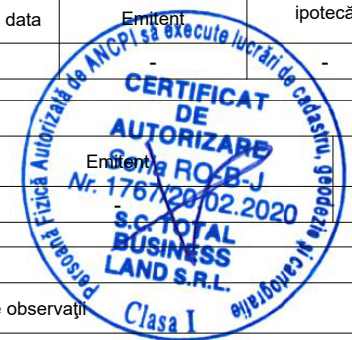 data Emitent ipotecă
- -
Persoană Fizică Autorizată de ANCPI să execute lucrări de cadastru, geodezie și cartografie
CERTIFICAT
DE
AUTORIZARE
Emitent
Seria RO-B-J
Nr. 1767/20.02.2020
-
S.C. TOTAL
BUSINESS
LAND S.R.L.
Clasa I
observaţii